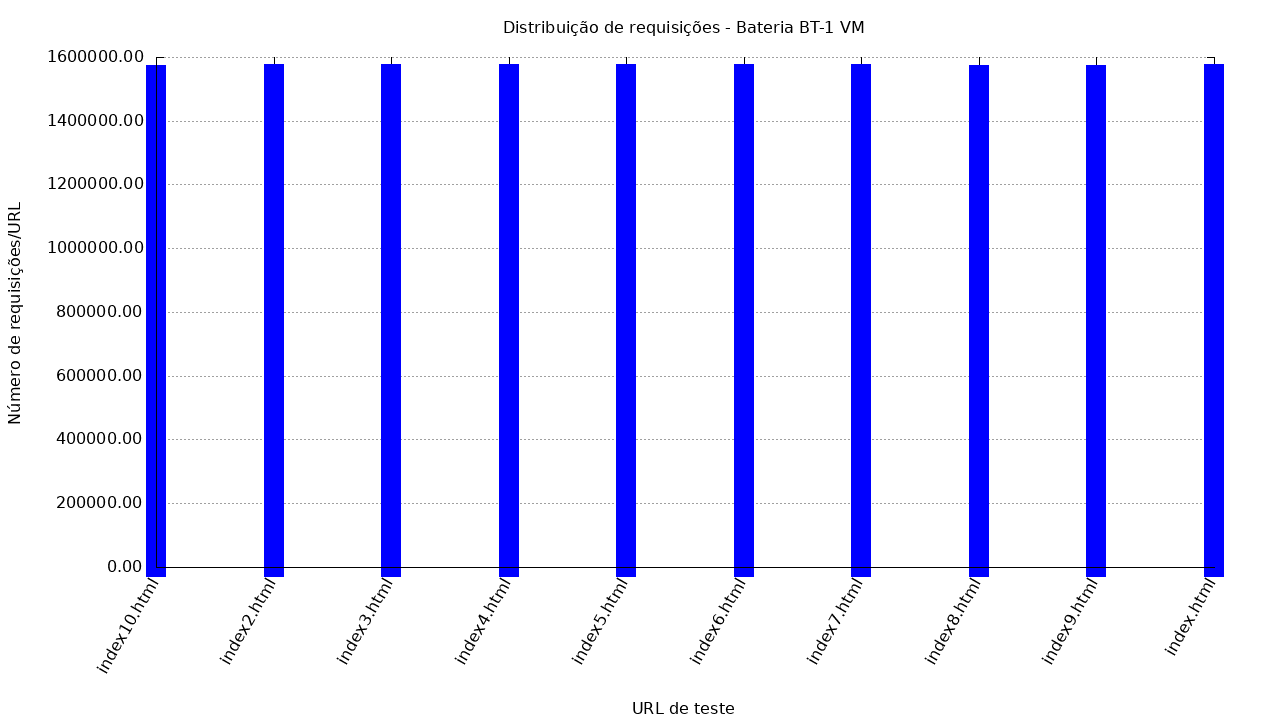 Distribuição de requisições - Bateria BT-1 VM
Número de requisições/URL
1600000.00
1400000.00
1200000.00
1000000.00
800000.00
600000.00
400000.00
200000.00
0.00
index10.html
index2.html
index3.html
index4.html
index5.html
index6.html
index7.html
index8.html
index9.html
index.html
URL de teste